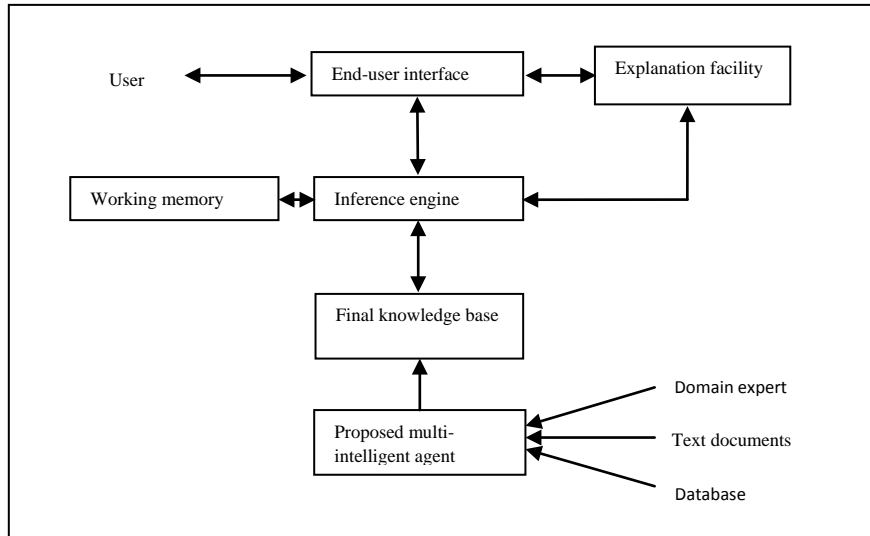 User
End-user interface
Explanation facility
Working memory
Inference engine
Final knowledge base
Domain expert
Proposed multi-
intelligent agent
Text documents
Database